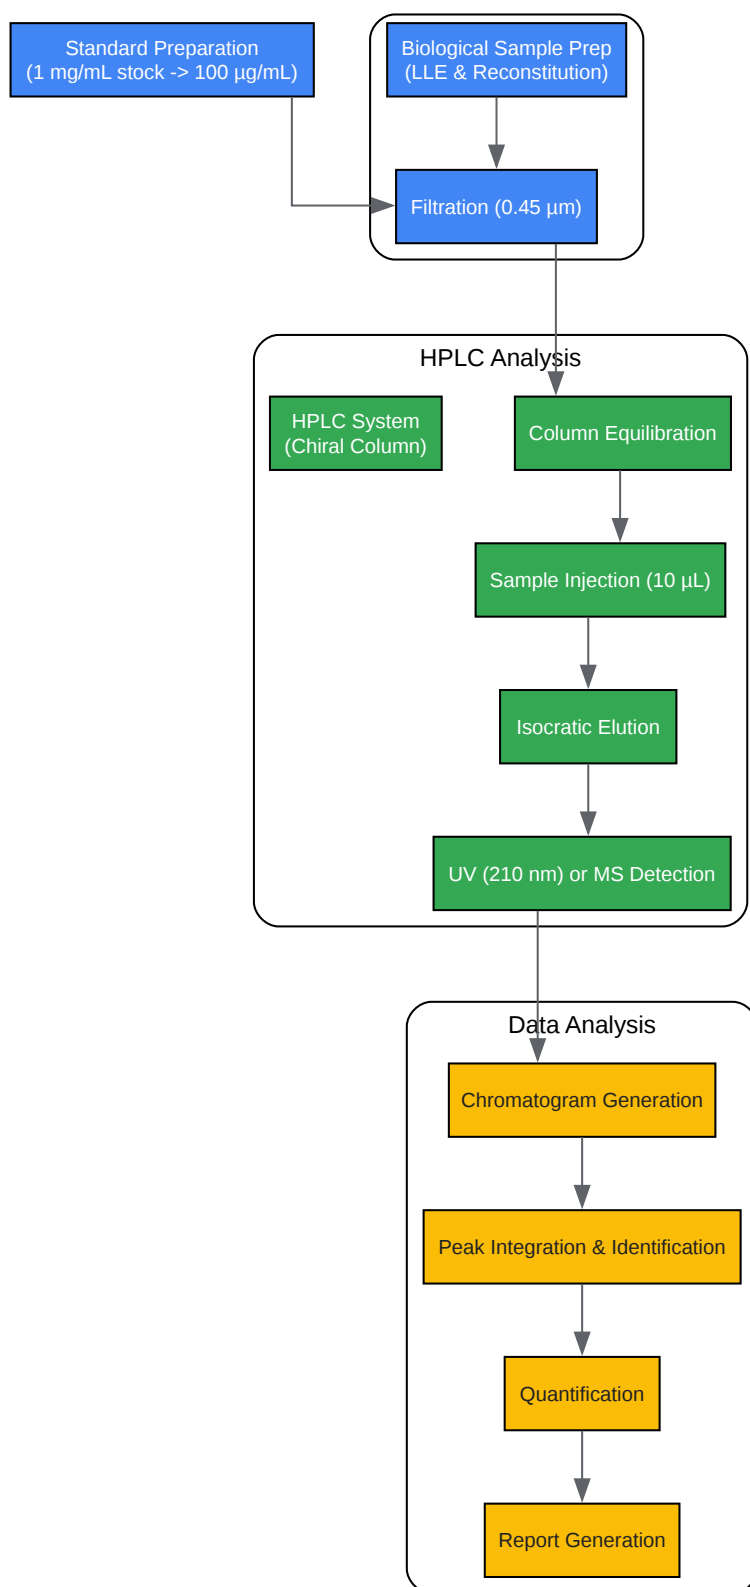 Standard Preparation
(1 mg/mL stock -> 100 µg/mL)
Biological Sample Prep
(LLE & Reconstitution)
Filtration (0.45 µm)
HPLC Analysis
HPLC System
(Chiral Column)
Column Equilibration
Sample Injection (10 µL)
Isocratic Elution
UV (210 nm) or MS Detection
Data Analysis
Chromatogram Generation
Peak Integration & Identification
Quantification
Report Generation